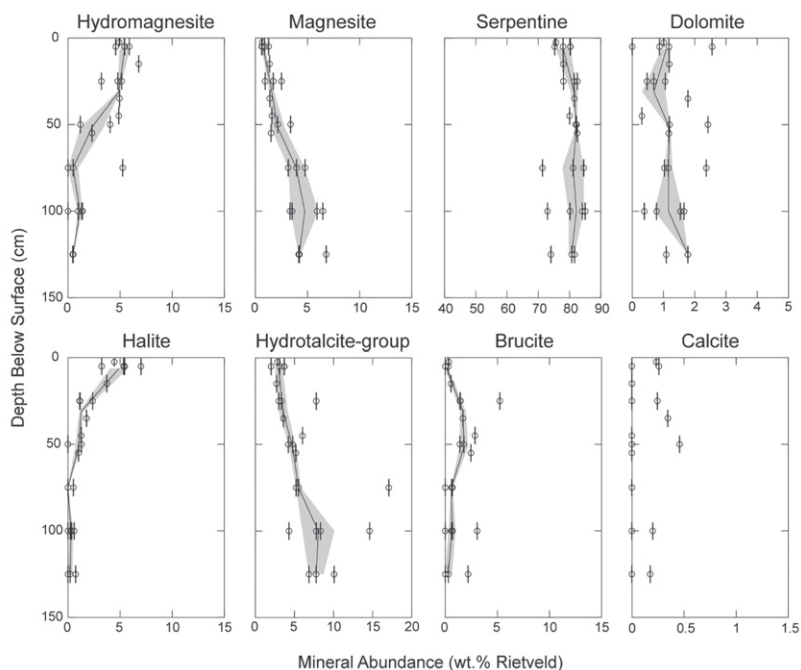 Hydromagnesite Magnesite Serpentine Dolomite
0
50
100
150
0 5 10 15 0 5 10 15 40 50 60 70 80 90 0 1 2 3 4 5
Depth Below Surface (cm)
Halite Hydrotalcite-group Brucite Calcite
0
50
100
150
0 5 10 15 0 5 10 15 20 0 5 10 15 0 0.5 1 1.5
Mineral Abundance (wt.% Rietveld)